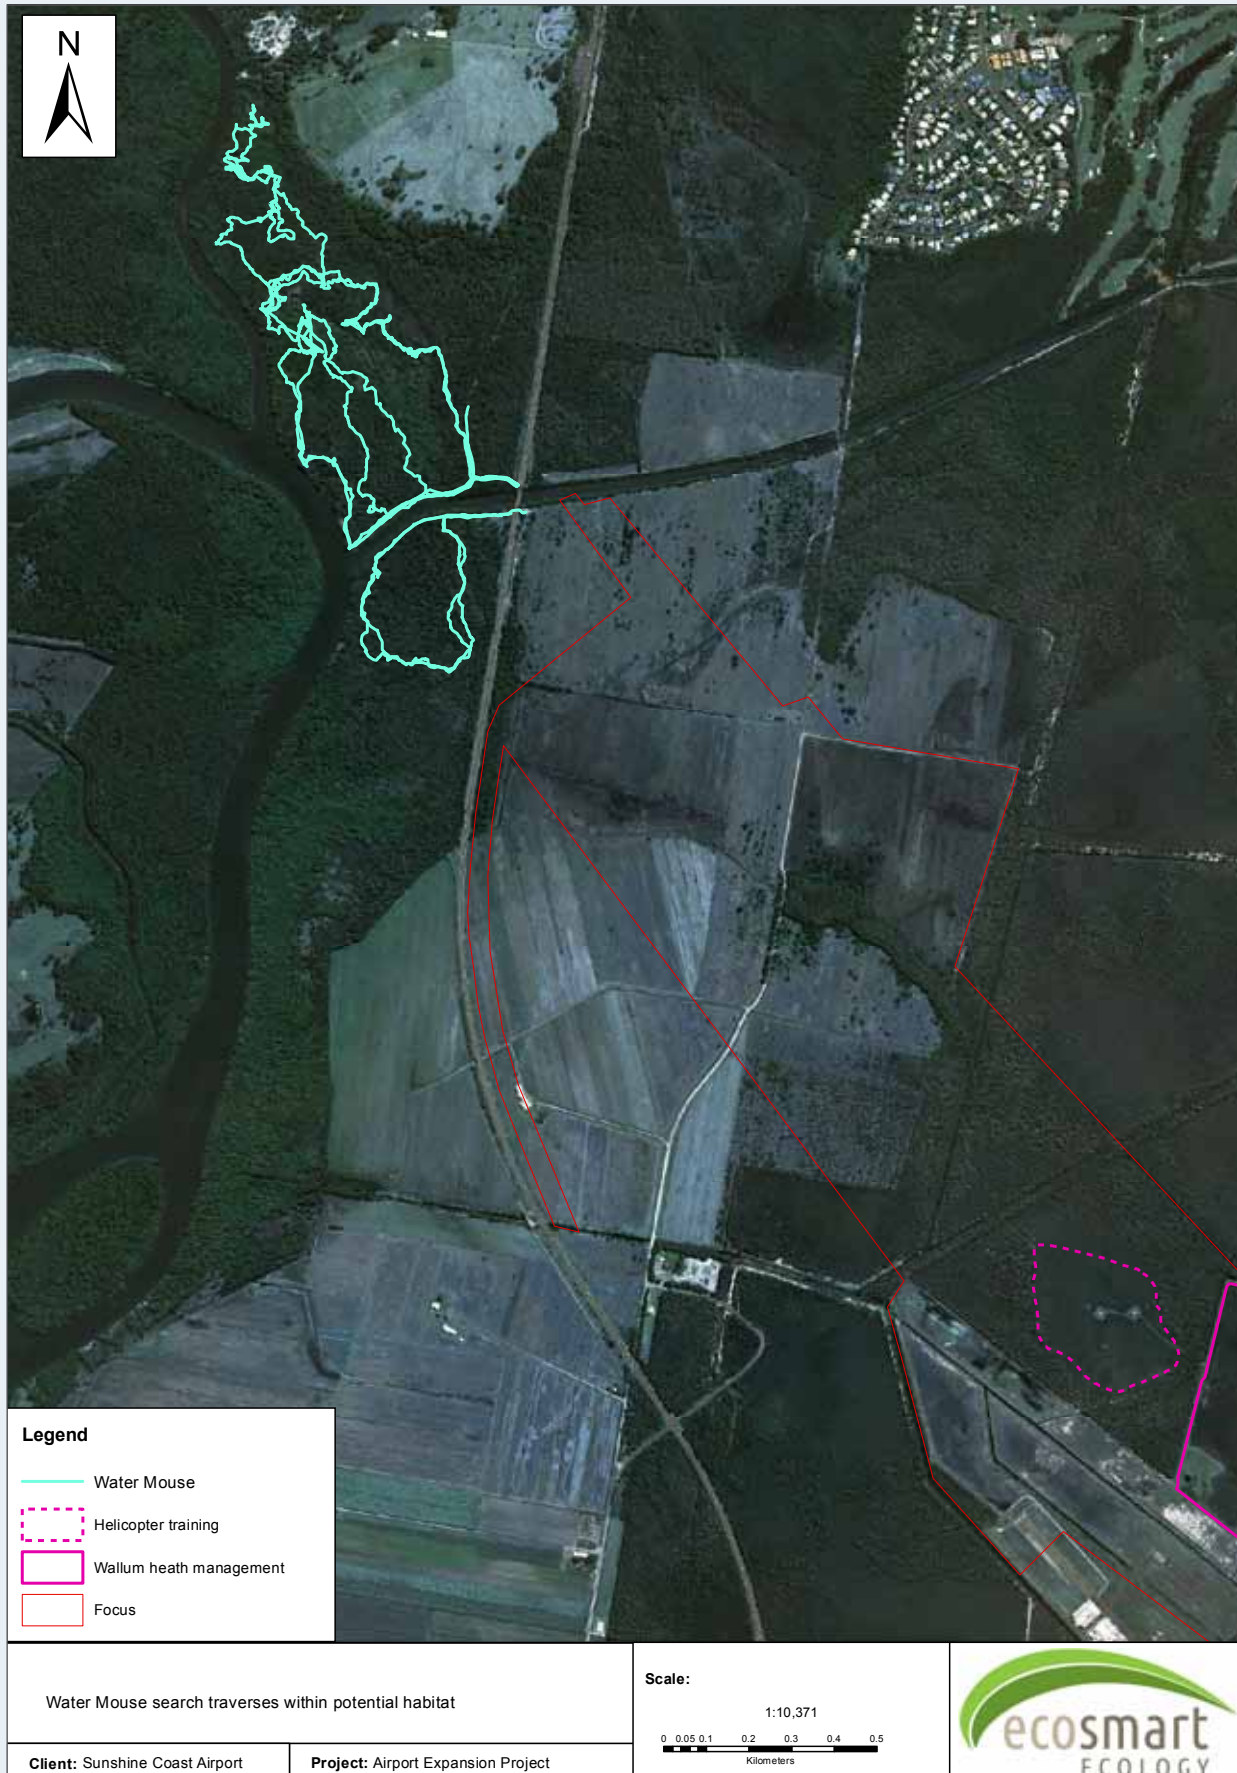 N
Legend
Water Mouse
Helicopter training
Wallum heath management
Focus
Water Mouse search traverses within potential habitat
Scale:
1:10,371
0 0.05 0.1 0.2 0.3 0.4 0.5
Kilometers
Client: Sunshine Coast Airport
Project: Airport Expansion Project
ecosmart
ECOLOGY